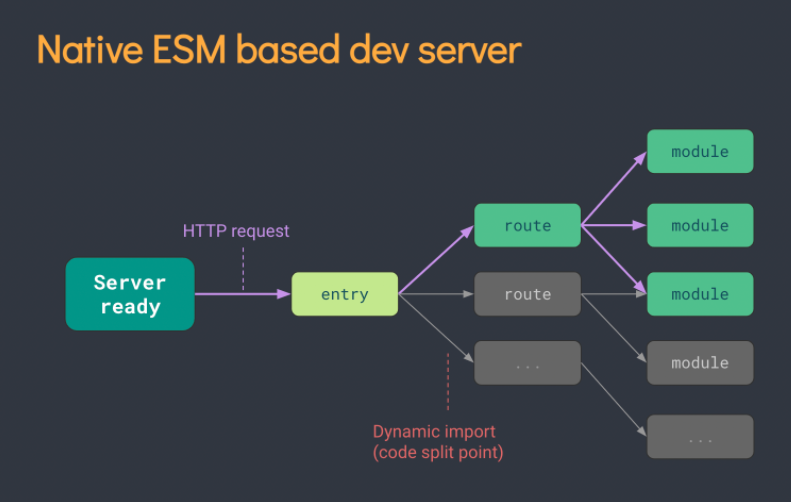 Native ESM based dev server
HTTP request
Server
ready
entry
route
route
...
module
module
module
module
...
Dynamic import
(code split point)